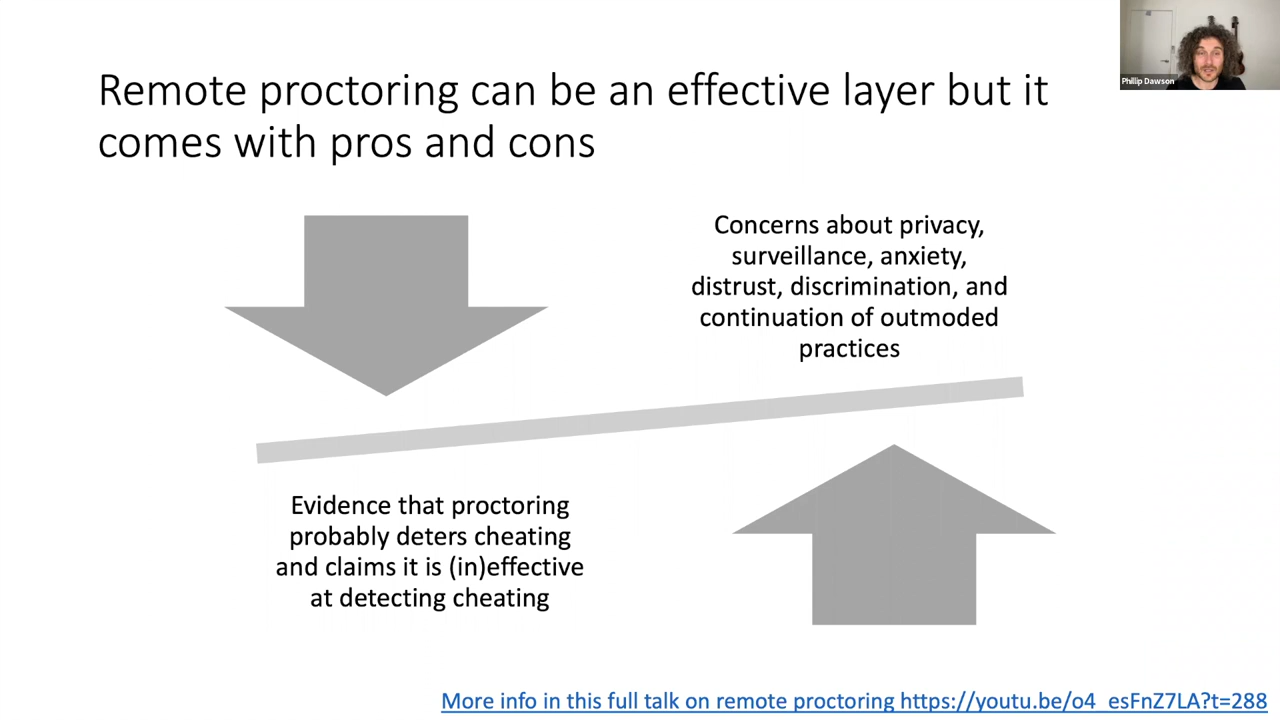 Remote proctoring can be an effective layer but it
comes with pros and cons
Phillip Dawson
Concerns about privacy,
surveillance, anxiety,
distrust, discrimination, and
continuation of outmoded
practices
Evidence that proctoring
probably deters cheating
and claims it is (in)effective
at detecting cheating
More info in this full talk on remote proctoring https://youtu.be/o4_esFnZ7LA?t=288